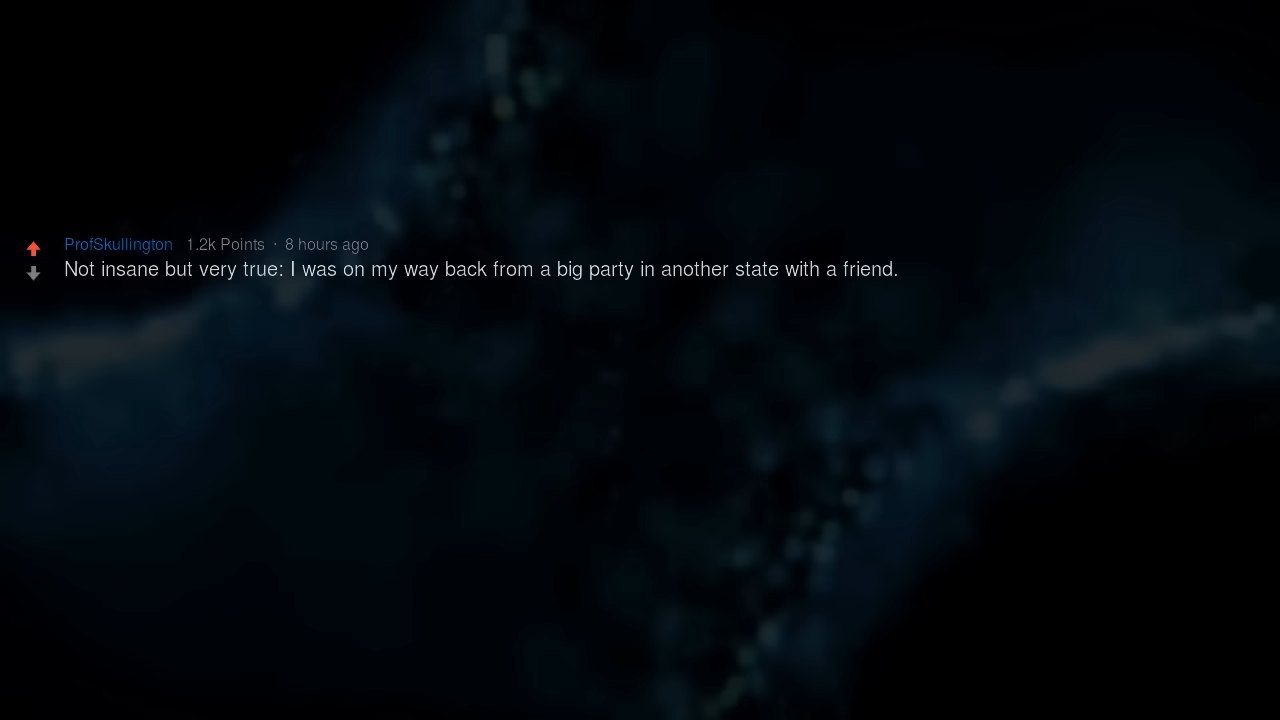 ProfSkullington 1.2k Points · 8 hours ago
Not insane but very true: I was on my way back from a big party in another state with a friend.